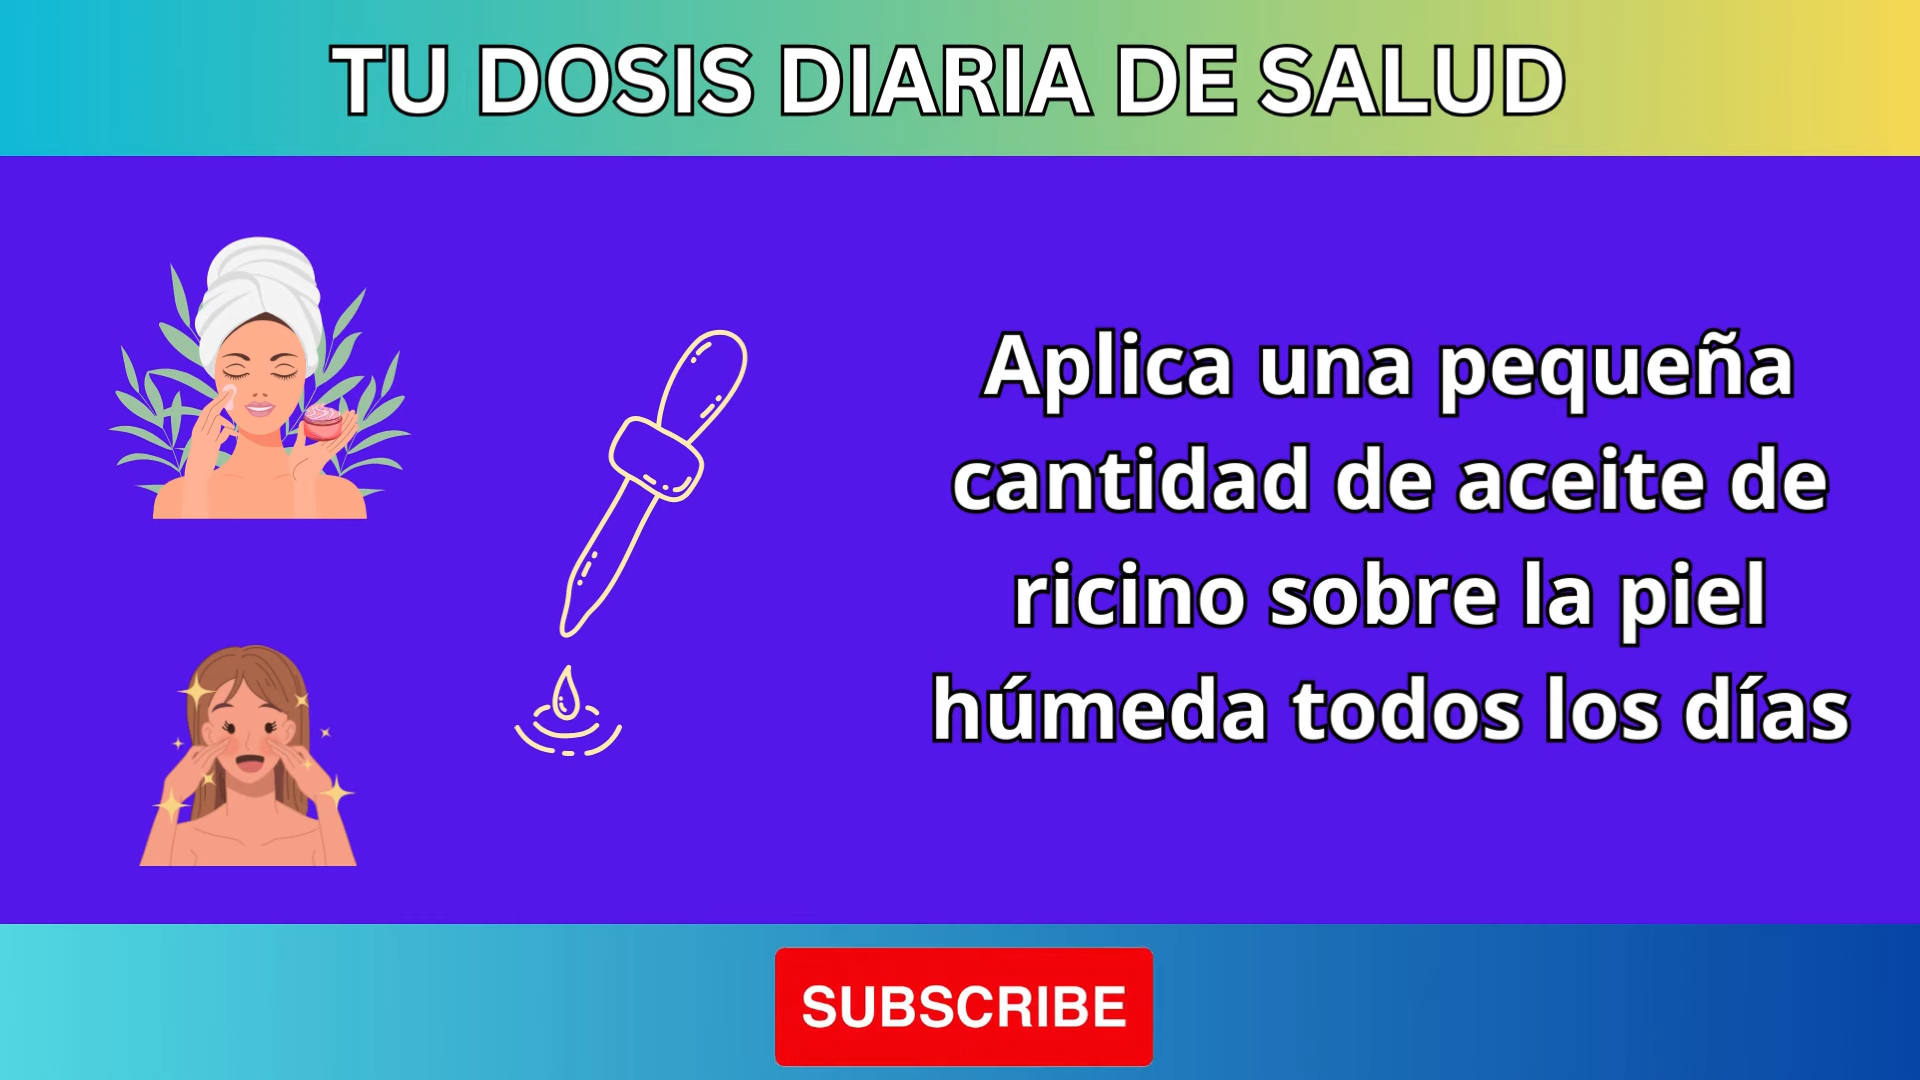 TU DOSIS DIARIA DE SALUD
Aplica una pequeña
cantidad de aceite de
ricino sobre la piel
húmeda todos los días
SUBSCRIBE